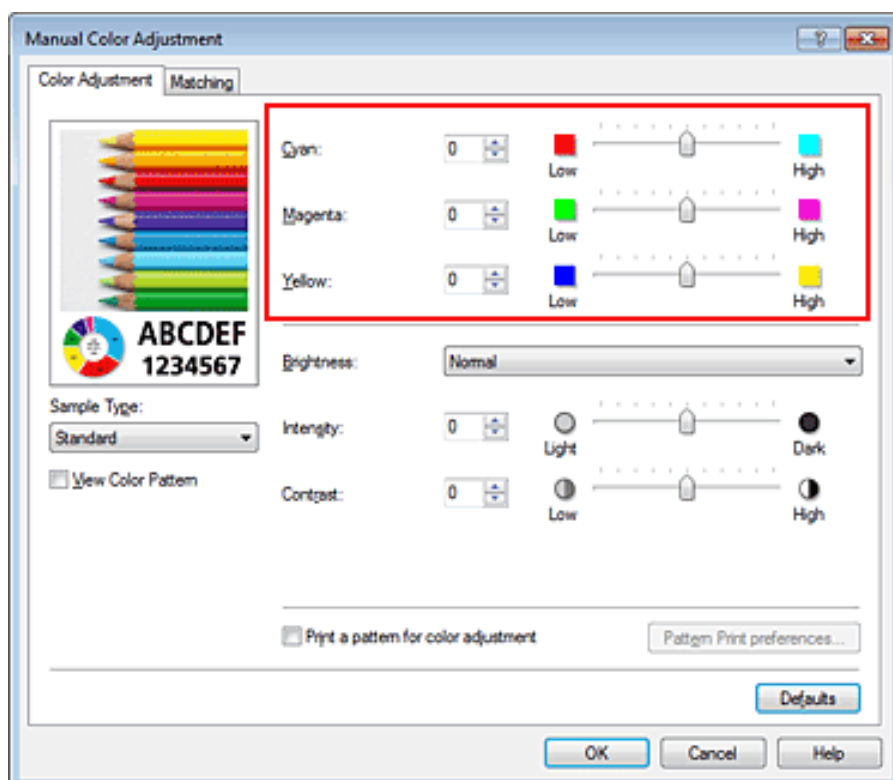 Manual Color Adjustment
Color Adjustment Matching
Cyan: 0 Low High
Magenta: 0 Low High
Yellow: 0 Low High
ABCDEF
1234567
Brightness: Normal
Sample Type:
Standard
Intensity: 0 Light Dark
View Color Pattern
Contrast: 0 Low High
Print a pattern for color adjustment Pattern Print preferences...
Defaults
OK Cancel Help